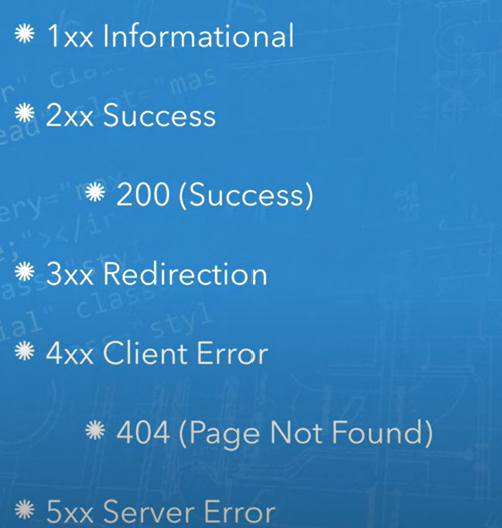 1xx Informational
2xx Success
200 (Success)
3xx Redirection
4xx Client Error
404 (Page Not Found)
5xx Server Error